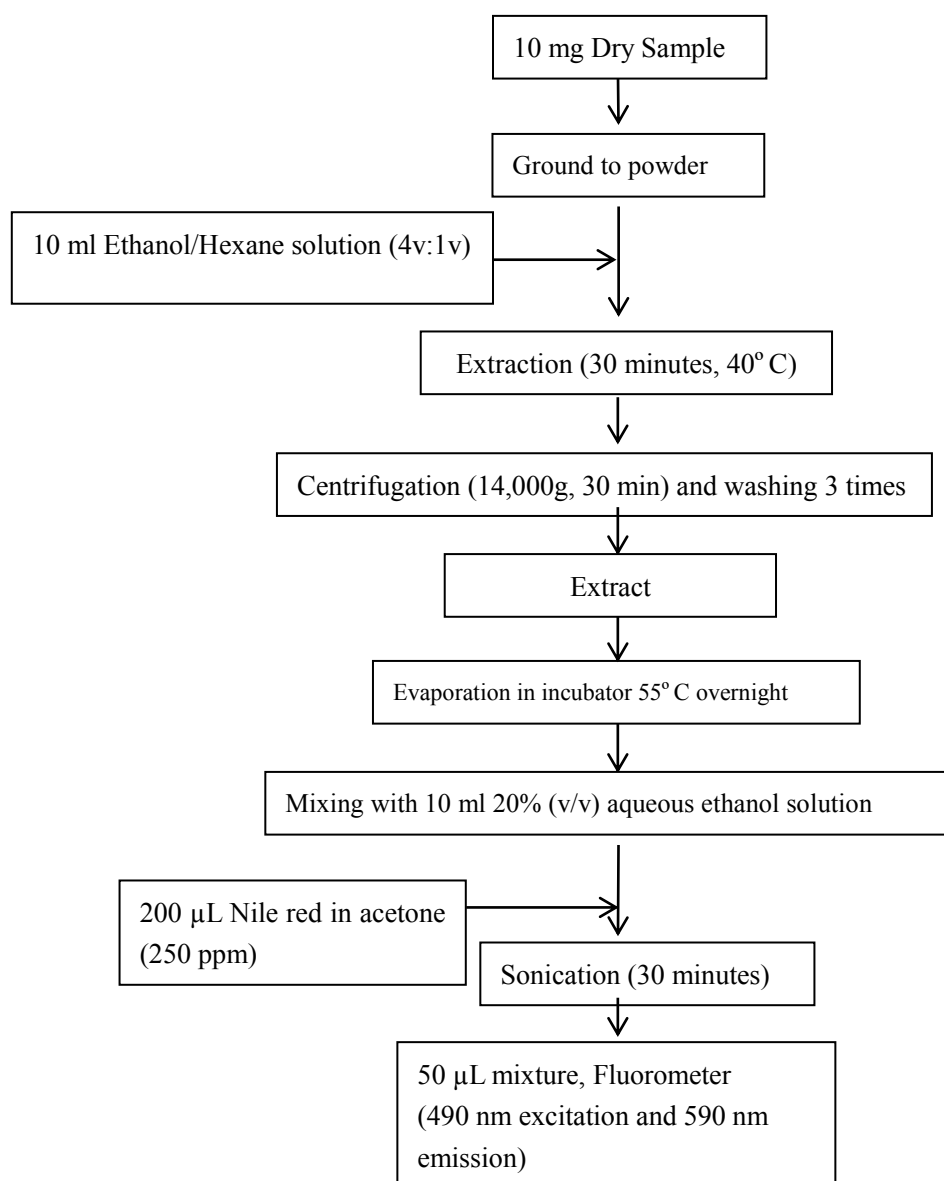 10 mg Dry Sample
Ground to powder
10 ml Ethanol/Hexane solution (4v:1v)
Extraction (30 minutes, 40º C)
Centrifugation (14,000g, 30 min) and washing 3 times
Extract
Evaporation in incubator 55º C overnight
Mixing with 10 ml 20% (v/v) aqueous ethanol solution
200 µL Nile red in acetone
(250 ppm)
Sonication (30 minutes)
50 µL mixture, Fluorometer
(490 nm excitation and 590 nm
emission)